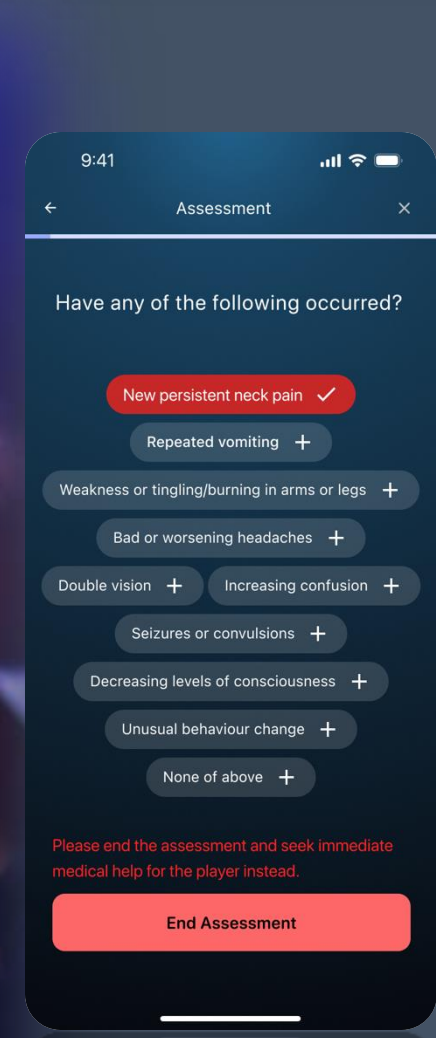 9:41
Assessment
Have any of the following occurred?
New persistent neck pain
Repeated vomiting
Weakness or tingling/burning in arms or legs
Bad or worsening headaches
Double vision
Increasing confusion
Seizures or convulsions
Decreasing levels of consciousness
Unusual behaviour change
None of above
Please end the assessment and seek immediate
medical help for the player instead.
End Assessment